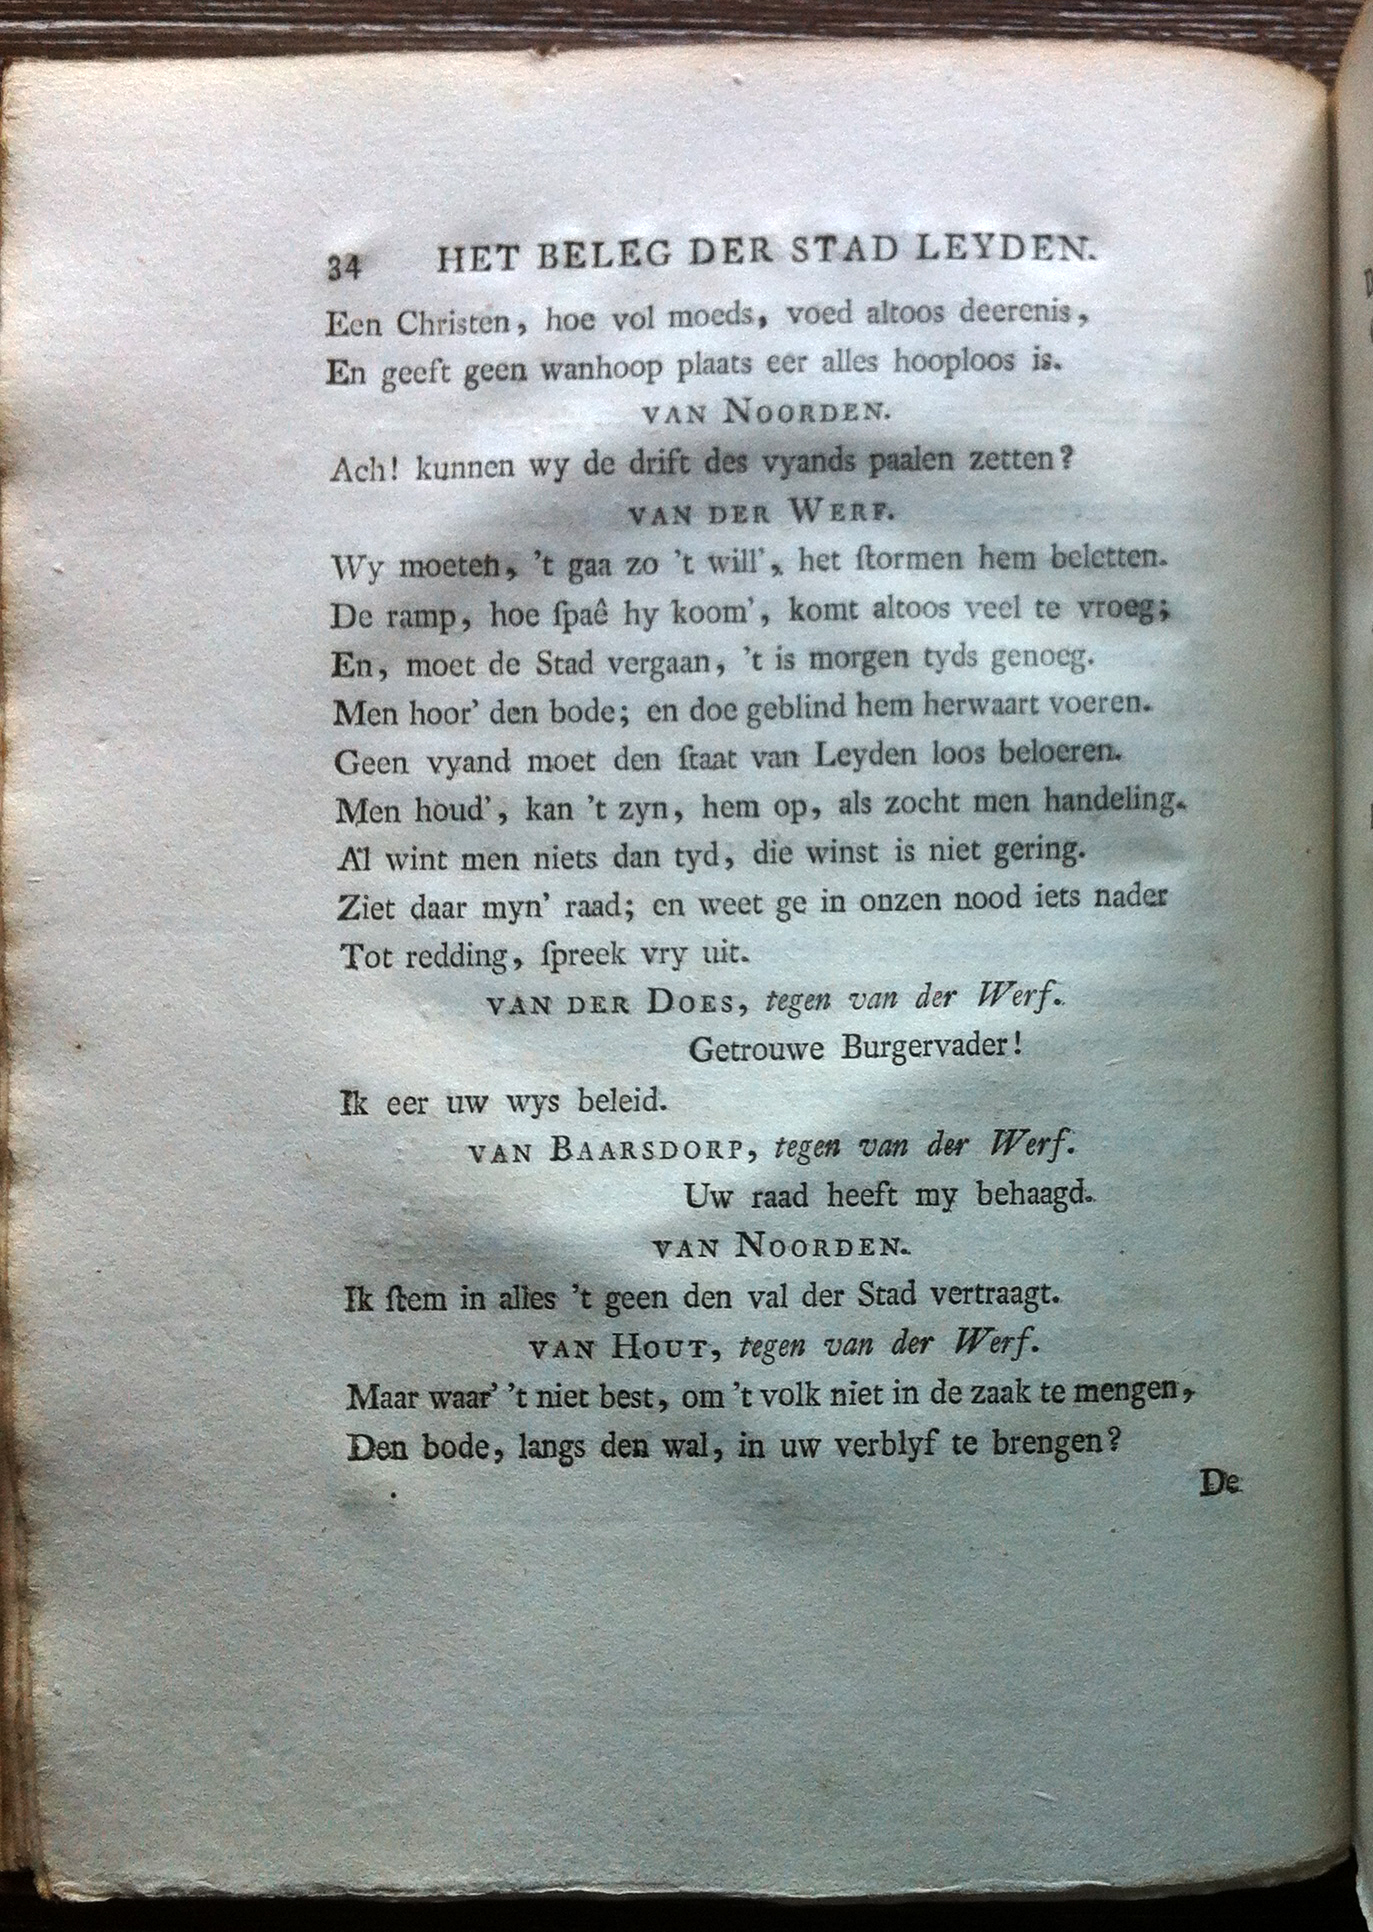 34 HET BELEG DER STAD LEYDEN.
Een Christen, hoe vol moeds, voed altoos deerenis,
En geeft geen wanhoop plaats eer alles hooploos is.
VAN NOORDEN.
Ach! kunnen wy de drift des vyands paalen zetten?
VAN DER WERF.
Wy moeten, 't gaa zo 't will', het ſtormen hem beletten.
De ramp, hoe ſpaê hy koom', komt altoos veel te vroeg;
En, moet de Stad vergaan, 't is morgen tyds genoeg.
Men hoor' den bode; en doe geblind hem herwaart voeren.
Geen vyand moet den ſtaat van Leyden loos beloeren.
Men houd', kan 't zyn, hem op, als zocht men handeling.
Al wint men niets dan tyd, die winst is niet gering.
Ziet daar myn' raad; en weet ge in onzen nood iets nader
Tot redding, ſpreek vry uit.
VAN DER DOES, tegen van der Werf.
Getrouwe Burgervader!
Ik eer uw wys beleid.
VAN BAARSDORP, tegen van der Werf.
Uw raad heeft my behaagd.
VAN NOORDEN.
Ik ſtem in alles 't geen den val der Stad vertraagt.
VAN HOUT, tegen van der Werf.
Maar waar' 't niet best, om 't volk niet in de zaak te mengen,
Den bode, langs den wal, in uw verblyf te brengen?
De